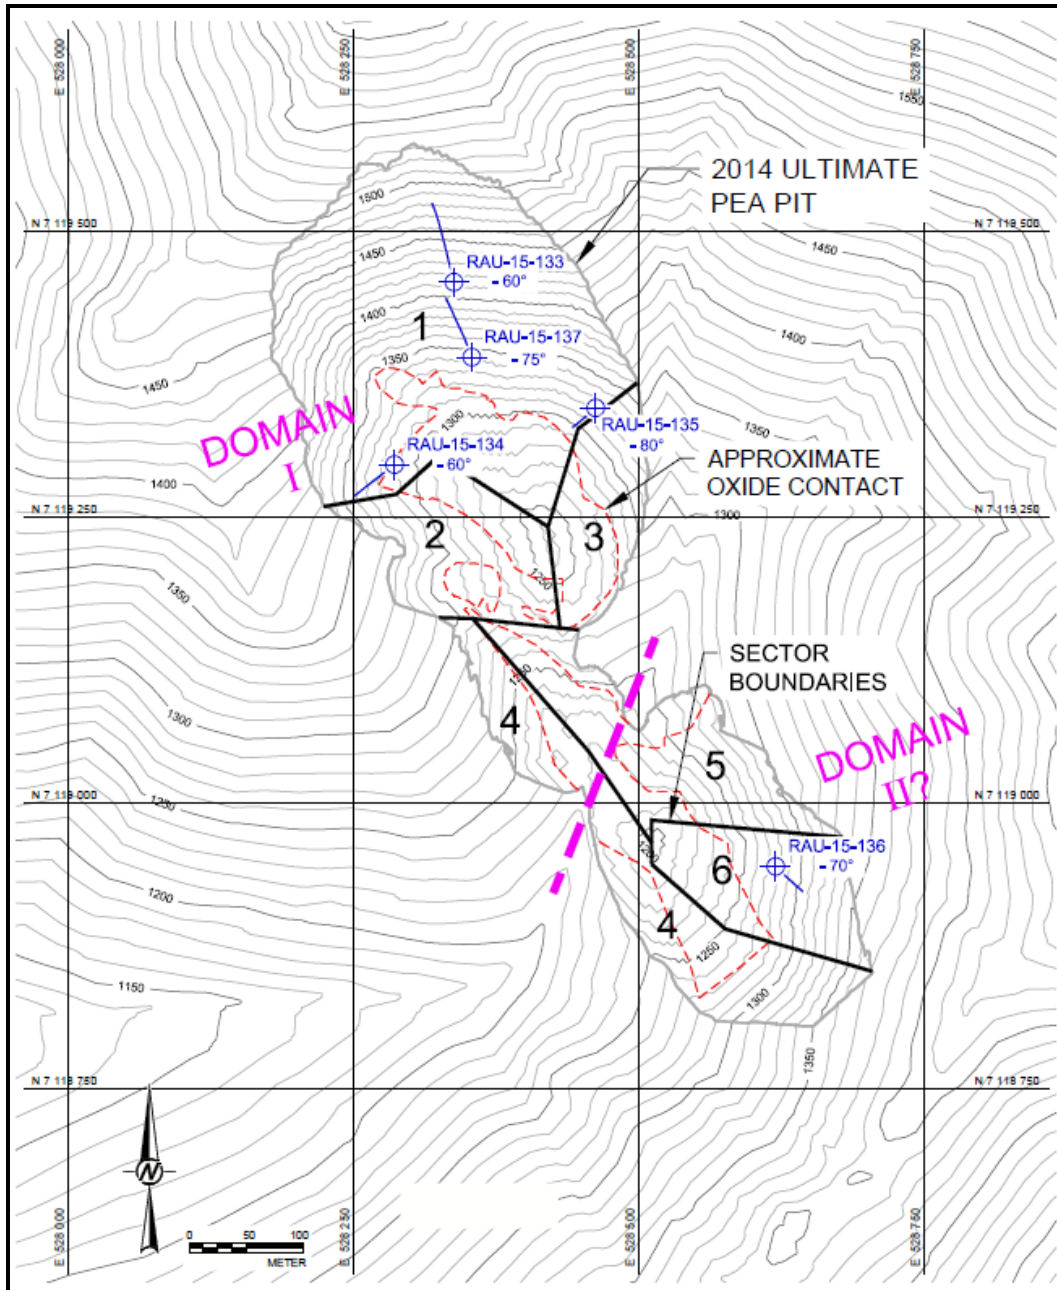 E 528 000
E 528 250
E 528 500
E 528 750
1550
2014 ULTIMATE
PEA PIT
1500
N 7 119 500
N 7 119 500
1450
1450
RAU-15-133
- 60°
1400
1
RAU-15-137
- 75°
1400
1350
1450
DOMAIN
I
1300
RAU-15-135
- 80°
1350
RAU-15-134
- 60°
APPROXIMATE
OXIDE CONTACT
1400
N 7 119 250
N 7 119 250
1300
2
3
1250
1350
SECTOR
BOUNDARIES
1250
1300
4
5
DOMAIN
II?
1250
N 7 119 000
N 7 119 000
RAU-15-136
- 70°
1200
6
1200
4
1250
1150
1300
1350
N 7 118 750
N 7 118 750
N
0 50 100
METER
E 528 000
E 528 250
E 528 500
E 528 750